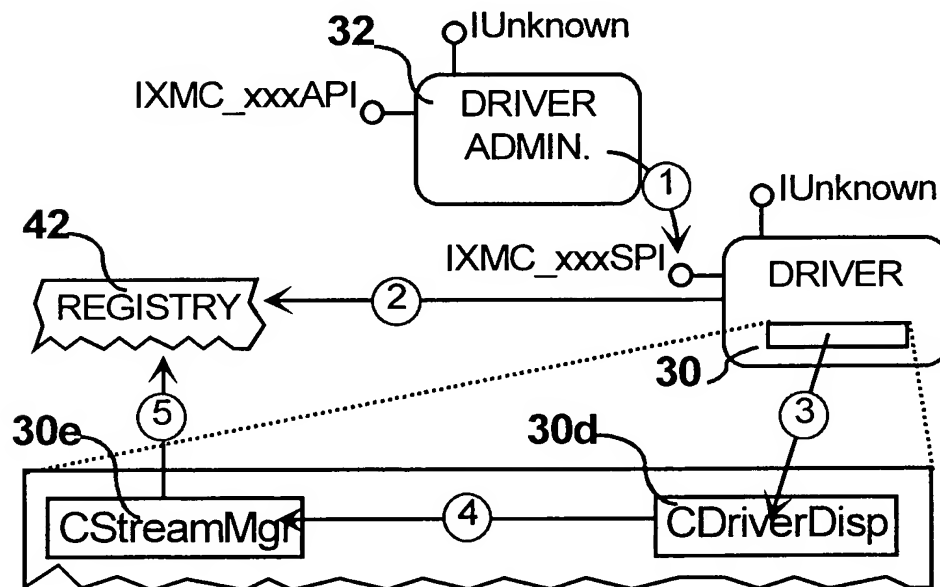 32
IUnknown
IXMC_xxxAPI
DRIVER
ADMIN.
1
IUnknown
42
IXMC_xxxSPI
DRIVER
REGISTRY
2
30
3
5
30e
30d
CStreamMgr
4
CDriverDisp